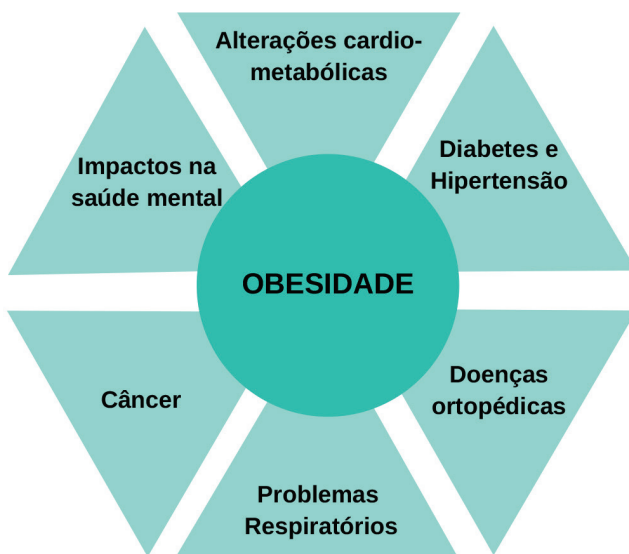 Alterações cardio-
metabólicas
Diabetes e
Hipertensão
Impactos na
saúde mental
OBESIDADE
Doenças
ortopédicas
Câncer
Problemas
Respiratórios